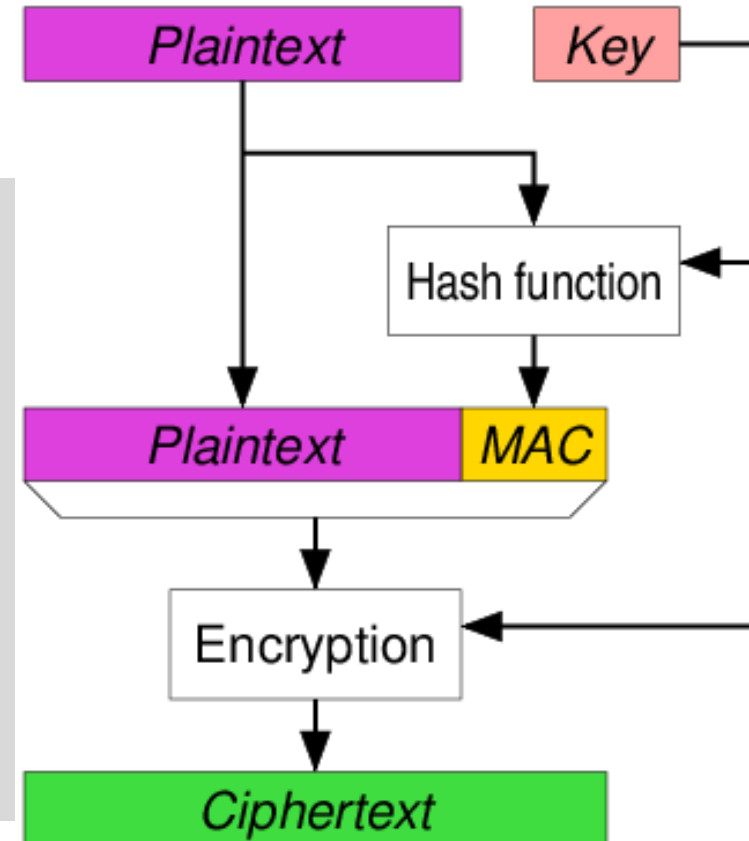 Plaintext
Key
Hash function
Plaintext
MAC
Encryption
Ciphertext